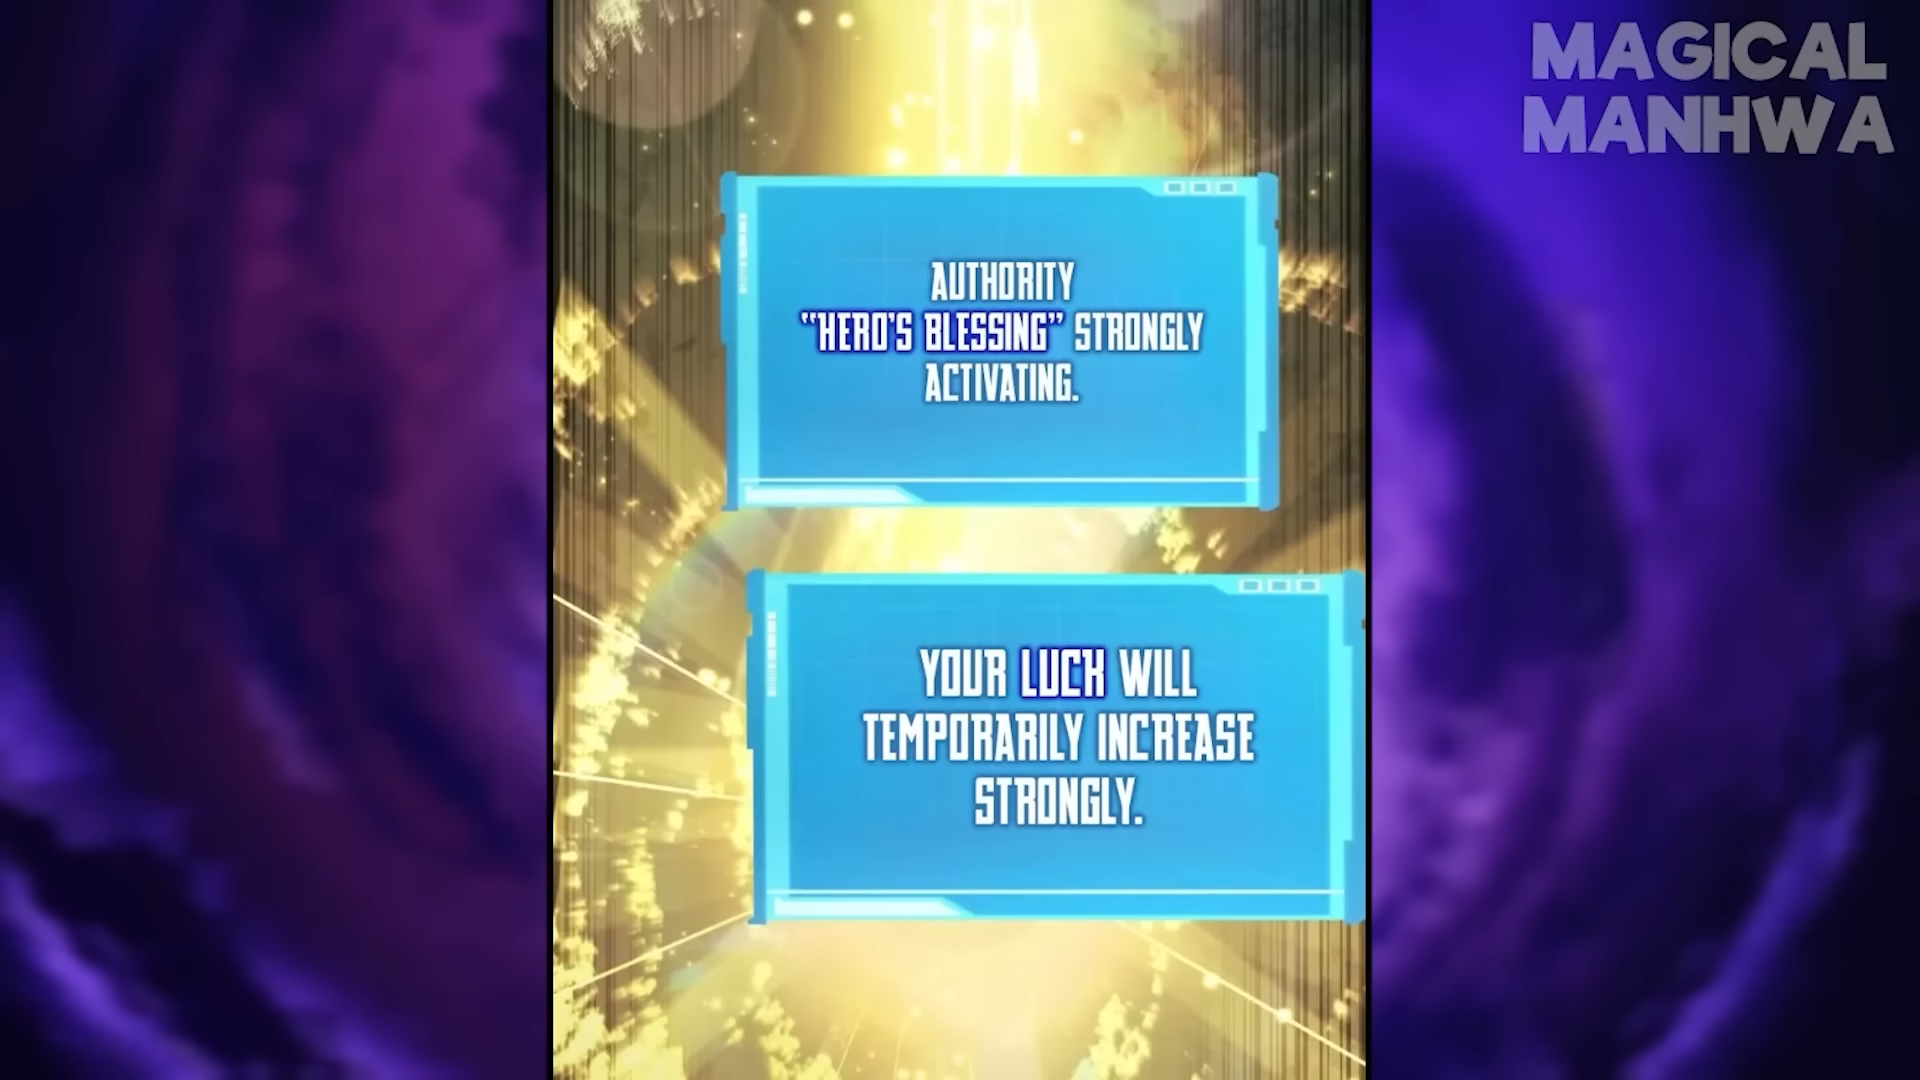 MAGICAL
MANHWA
AUTHORITY
“HERO'S BLESSING” STRONGLY
ACTIVATING.
YOUR LUCK WILL
TEMPORARILY INCREASE
STRONGLY.